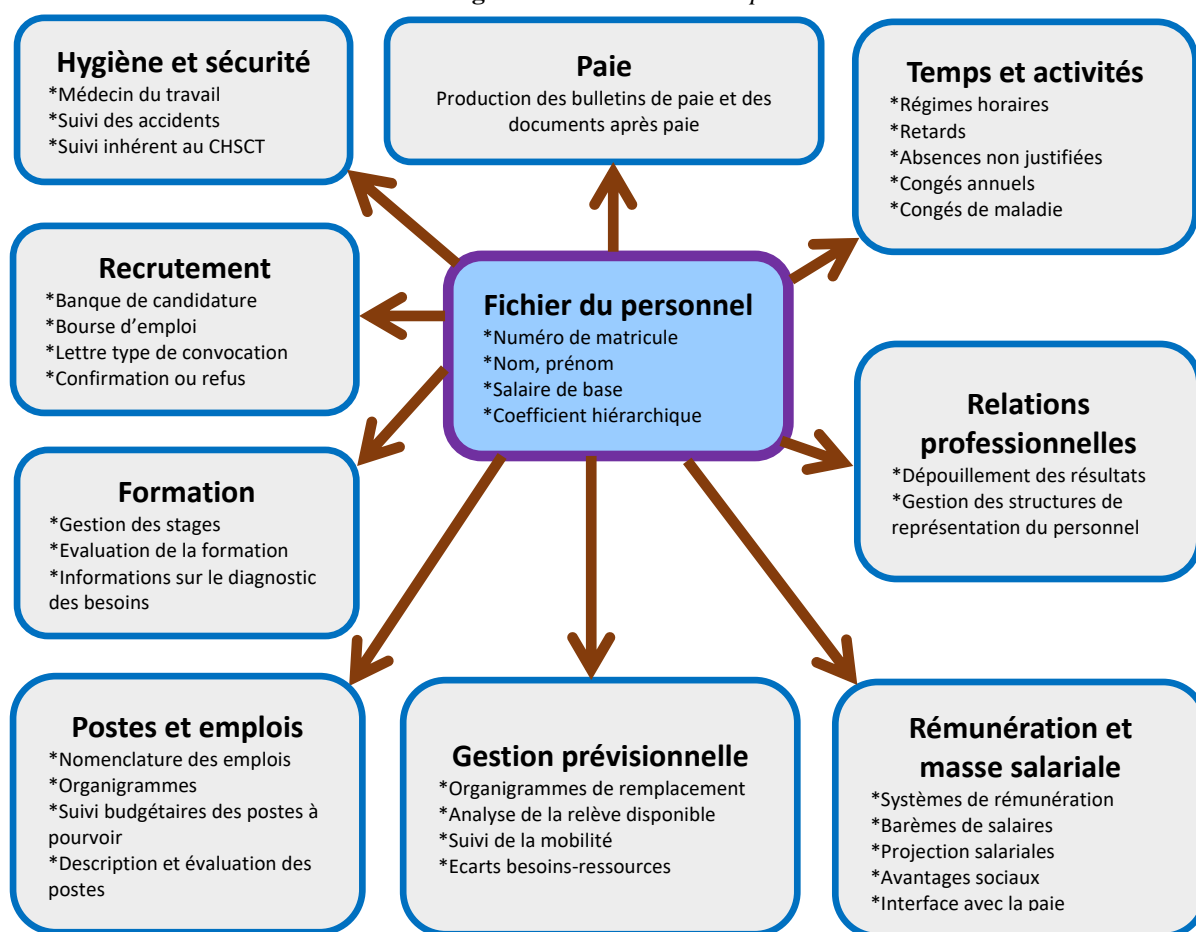 Hygiène et sécurité
*Médecin du travail
*Suivi des accidents
*Suivi inhérent au CHSCT
Paie
Production des bulletins de paie et des
documents après paie
Temps et activités
*Régimes horaires
*Retards
*Absences non justifiées
*Congés annuels
*Congés de maladie
Recrutement
*Banque de candidature
*Bourse d’emploi
*Lettre type de convocation
*Confirmation ou refus
Fichier du personnel
*Numéro de matricule
*Nom, prénom
*Salaire de base
*Coefficient hiérarchique
Relations
professionnelles
*Dépouillement des résultats
*Gestion des structures de
représentation du personnel
Formation
*Gestion des stages
*Evaluation de la formation
*Informations sur le diagnostic
des besoins
Postes et emplois
*Nomenclature des emplois
*Organigrammes
*Suivi budgétaires des postes à
pourvoir
*Description et évaluation des
postes
Gestion prévisionnelle
*Organigrammes de remplacement
*Analyse de la relève disponible
*Suivi de la mobilité
*Ecarts besoins-ressources
Rémunération et
masse salariale
*Systèmes de rémunération
*Barèmes de salaires
*Projection salariales
*Avantages sociaux
*Interface avec la paie